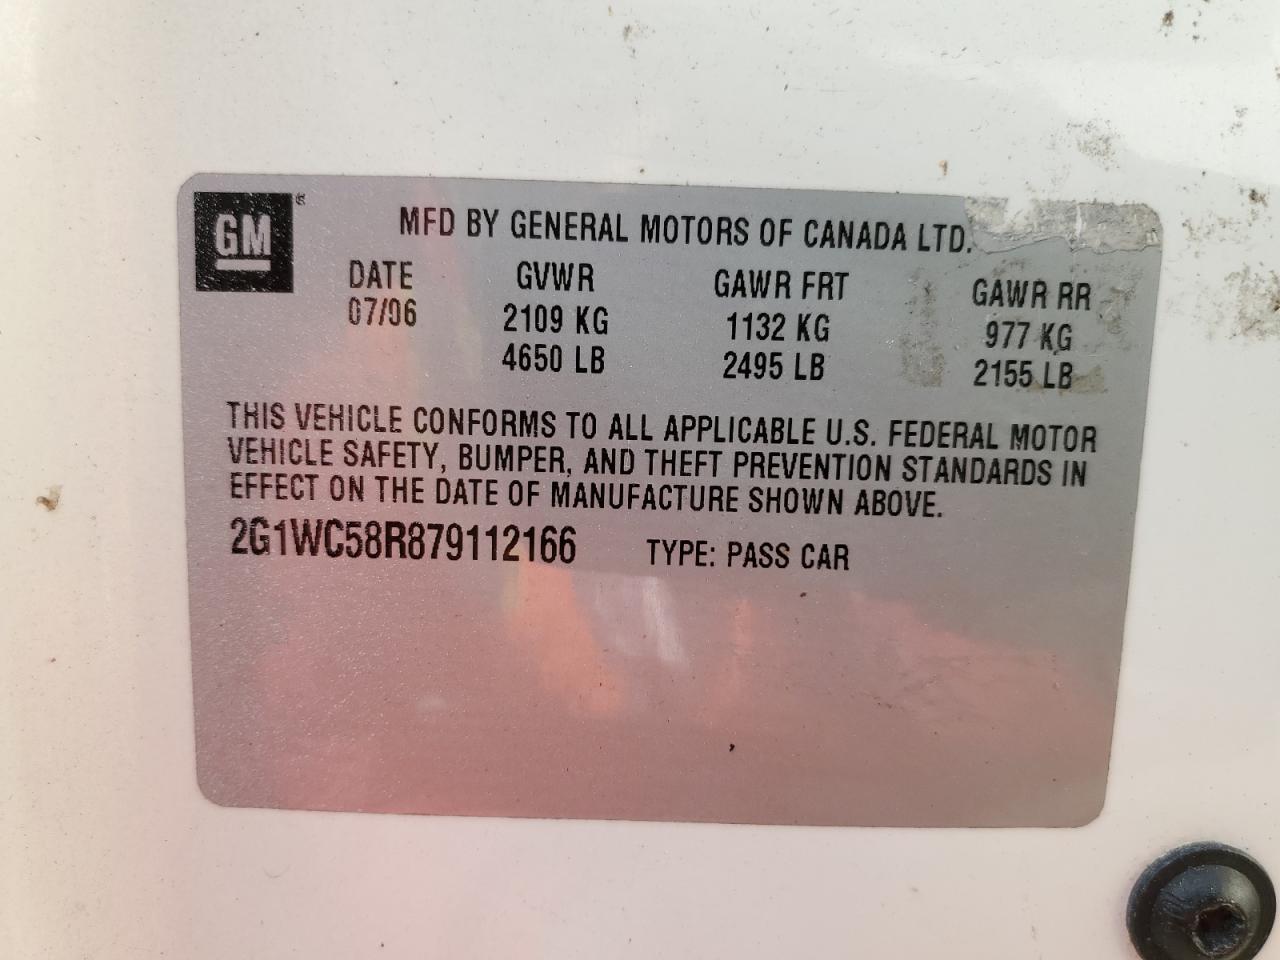 GM®
MFD BY GENERAL MOTORS OF CANADA LTD.
DATE GVWR GAWR FRT GAWR RR
07/06 2109 KG 1132 KG 977 KG
4650 LB 2495 LB 2155 LB
THIS VEHICLE CONFORMS TO ALL APPLICABLE U.S. FEDERAL MOTOR
VEHICLE SAFETY, BUMPER, AND THEFT PREVENTION STANDARDS IN
EFFECT ON THE DATE OF MANUFACTURE SHOWN ABOVE.
2G1WC58R879112166 TYPE: PASS CAR